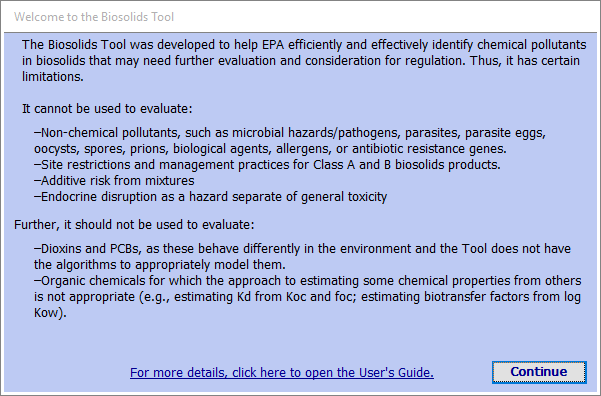 Welcome to the Biosolids Tool
The Biosolids Tool was developed to help EPA efficiently and effectively identify chemical pollutants
in biosolids that may need further evaluation and consideration for regulation. Thus, it has certain
limitations.
It cannot be used to evaluate:
–Non-chemical pollutants, such as microbial hazards/pathogens, parasites, parasite eggs,
oocysts, spores, prions, biological agents, allergens, or antibiotic resistance genes.
–Site restrictions and management practices for Class A and B biosolids products.
–Additive risk from mixtures
–Endocrine disruption as a hazard separate of general toxicity
Further, it should not be used to evaluate:
–Dioxins and PCBs, as these behave differently in the environment and the Tool does not have
the algorithms to appropriately model them.
–Organic chemicals for which the approach to estimating some chemical properties from others
is not appropriate (e.g., estimating Kd from Koc and foc; estimating biotransfer factors from log
Kow).
For more details, click here to open the User's Guide.
Continue